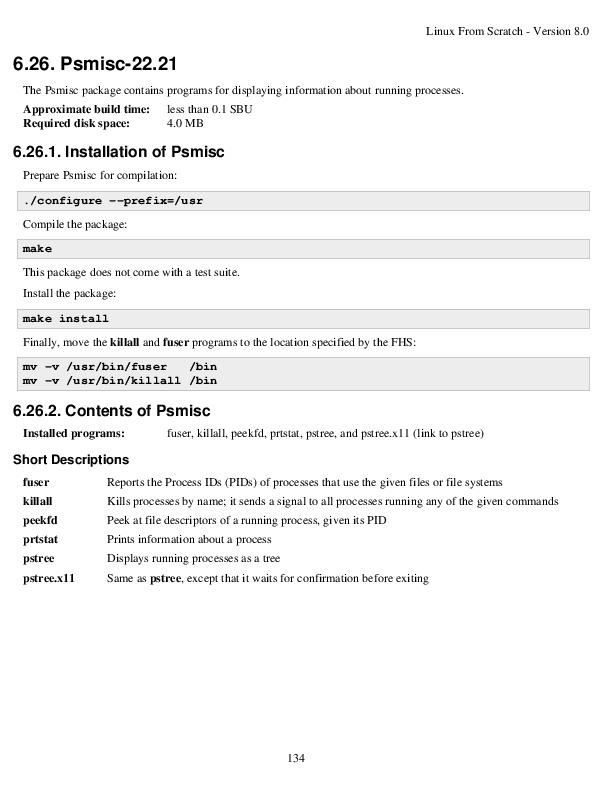 Linux From Scratch - Version 8.0
6.26. Psmisc-22.21
The Psmisc package contains programs for displaying information about running processes.
Approximate build time: less than 0.1 SBU
Required disk space: 4.0 MB
6.26.1. Installation of Psmisc
Prepare Psmisc for compilation:
./configure --prefix=/usr
Compile the package:
make
This package does not come with a test suite.
Install the package:
make install
Finally, move the killall and fuser programs to the location specified by the FHS:
mv -v /usr/bin/fuser   /bin
mv -v /usr/bin/killall /bin
6.26.2. Contents of Psmisc
Installed programs: fuser, killall, peekfd, prtstat, pstree, and pstree.x11 (link to pstree)
Short Descriptions
fuser Reports the Process IDs (PIDs) of processes that use the given files or file systems
killall Kills processes by name; it sends a signal to all processes running any of the given commands
peekfd Peek at file descriptors of a running process, given its PID
prtstat Prints information about a process
pstree Displays running processes as a tree
pstree.x11 Same as pstree, except that it waits for confirmation before exiting
134